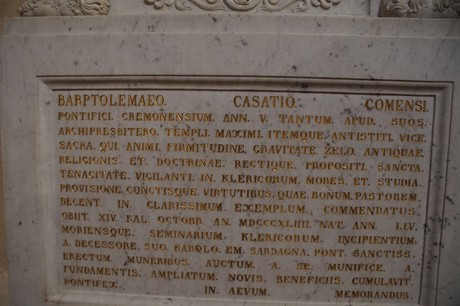 BARPTOLEMAEO. CASATIO. COMENSI.
PONTIFICI. CREMONENSIUM. ANN. V. TANTUM. APUD. SUOS.
ARCHIPRESBITERO. TEMPLI. MAXIMI. ITEMQUE. ANTISTITI. VICE.
SACRA. QUI. ANIMI. FIRMITUDINE. GRAVITATE. ZELO. ANTIQUAE.
RELIGIONIS. ET. DOCTRINAE. RECTIQUE. PROPOSITI. SANCTA.
TENACITATE. VIGILANTI. IN. KLERICORUM. MORES. ET. STUDIA.
PROVISIONE. CUNCTISQUE. VIRTUTIBUS. QUAE. BONUM. PASTOREM.
DECENT. IN. CLARISSIMUM. EXEMPLUM. COMMENDATUS.
OBIIT. XIV. KAL. OCTOBR. AN. NAT. ANN. LIV.
MORIENSQUE. SEMINARIUM. KLERICORUM. INCIPIENTIUM.
A. DECESSORE. SUO. KAROLO. EM. SARDAGNA. PONT. SANCTISS.
ERECTUM. MUNERIBUS. AUCTUM. A. SE. MUNIFICE. A.
FUNDAMENTIS. AMPLIATUM. NOVIS. BENEFICIIS. CUMULAVIT.
PONTIFEX. IN. AEVUM. MEMORANDUS.